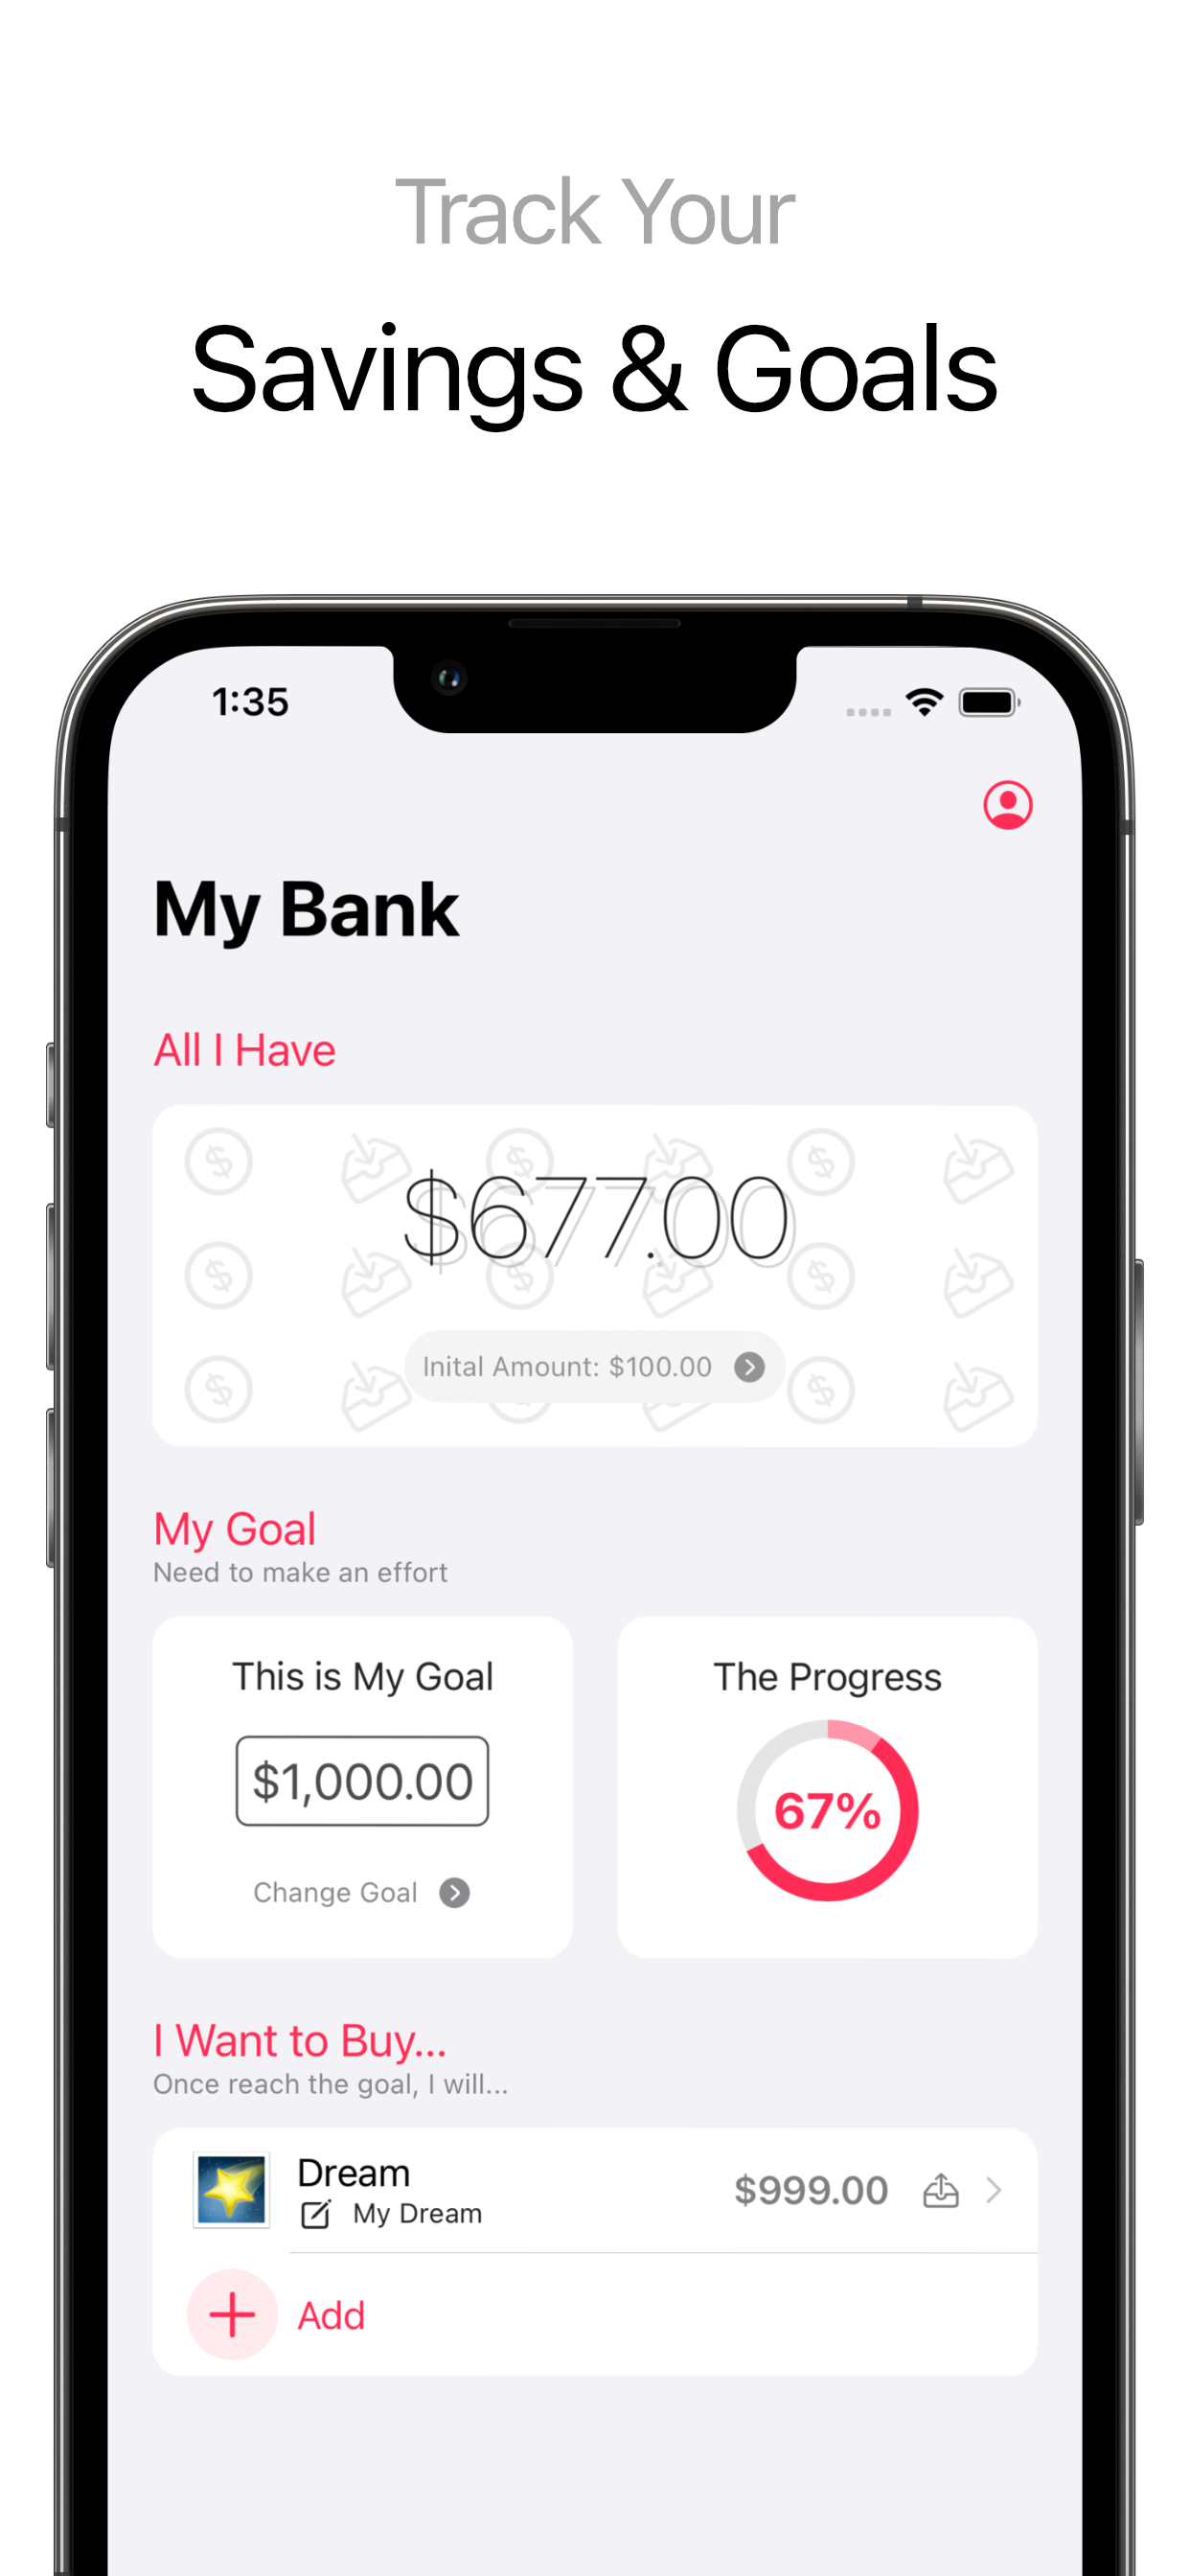 Track Your
Savings & Goals
1:35
My Bank
All I Have
$677.00
Inital Amount: $100.00
My Goal
Need to make an effort
This is My Goal
The Progress
$1,000.00
67%
Change Goal
I Want to Buy...
Once reach the goal, I will...
Dream
$999.00
My Dream
Add